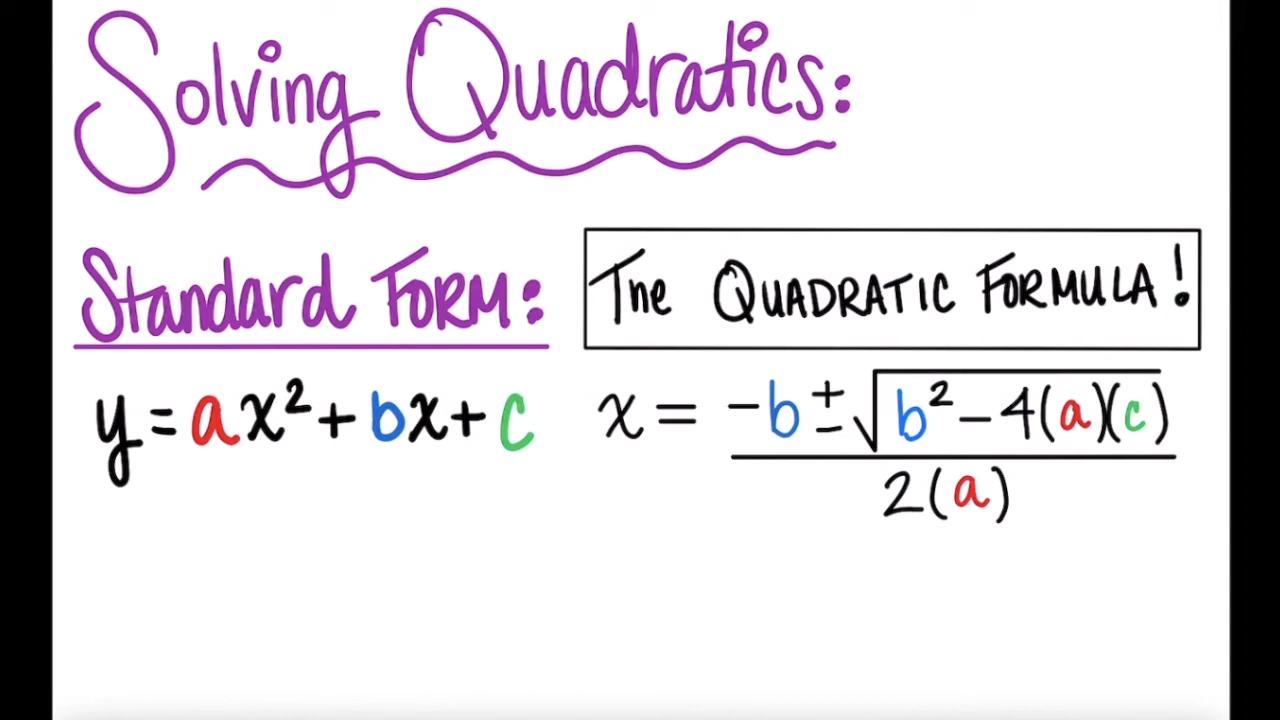 Solving Quadratics:
Standard FORM:
The QUADRATIC FORMULA!
y = ax² + bx + c
x = -b ± √b² - 4(a)(c)
2(a)